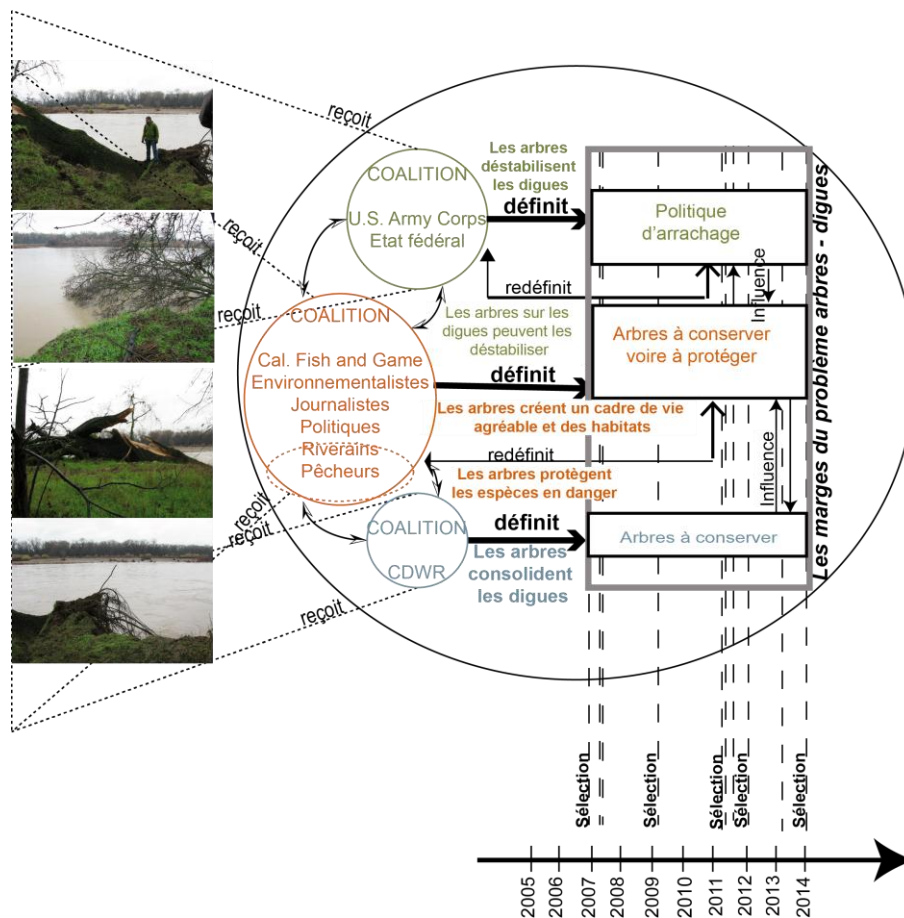 reçoit
reçoit
reçoit
reçoit
reçoit
reçoit
COALITION
U.S. Army Corps
Etat fédéral
Les arbres
déstabilisent
les digues
définit
Politique
d'arrachage
redéfinit
Les arbres sur les
digues peuvent les
déstabiliser
Influence
COALITION
Cal. Fish and Game
Environnementalistes
Journalistes
Politiques
Riverains
Pêcheurs
définit
Arbres à conserver
voire à protéger
Les arbres créent un cadre de vie
agréable et des habitats
redéfinit
Les arbres protègent
les espèces en danger
Influence
COALITION
CDWR
définit
Les arbres
consolident
les digues
Arbres à conserver
Les marges du problème arbres - digues
Sélection
Sélection
Sélection
Sélection
Sélection
2005
2006
2007
2008
2009
2010
2011
2012
2013
2014